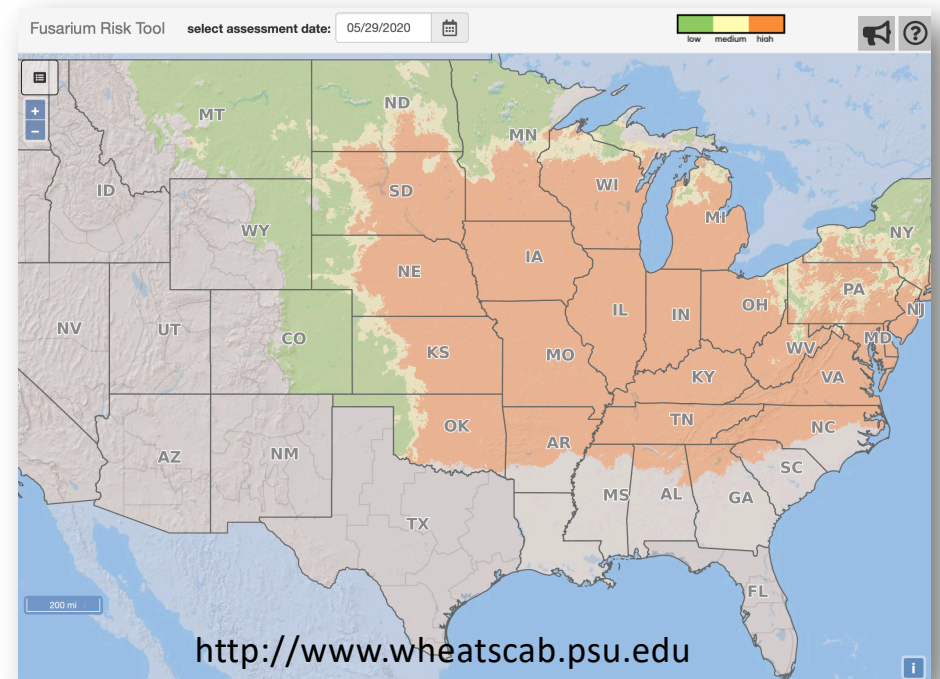 Fusarium Risk Tool select assessment date: 05/29/2020
low medium high
?
+
−
MT
ND
MN
ID
SD
WI
MI
WY
NY
NE
IA
PA
NJ
IL
IN
OH
NV
UT
CO
KS
MO
WV
MD
KY
VA
OK
AR
TN
NC
AZ
NM
SC
MS
AL
GA
TX
FL
200 mi
http://www.wheatscab.psu.edu
i